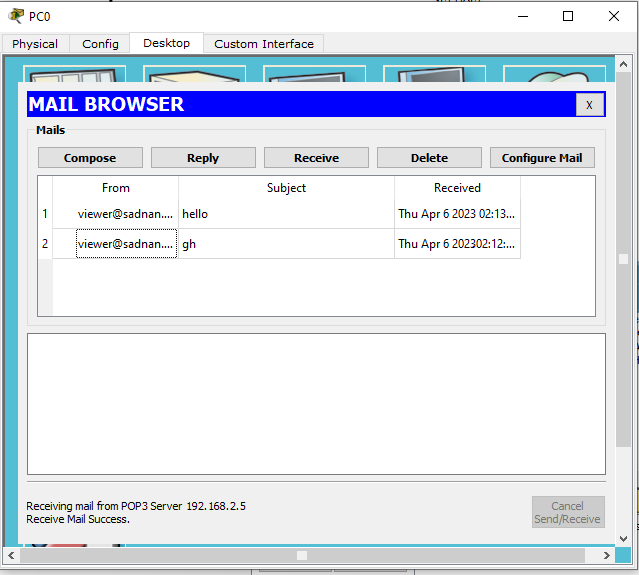 PC0
Physical Config Desktop Custom Interface
MAIL BROWSER X
Mails
Compose Reply Receive Delete Configure Mail
From Subject Received
1 viewer@sadnan.... hello Thu Apr 6 2023 02:13...
2 viewer@sadnan.... gh Thu Apr 6 202302:12:...
Receiving mail from POP3 Server 192.168.2.5
Receive Mail Success.
Cancel
Send/Receive